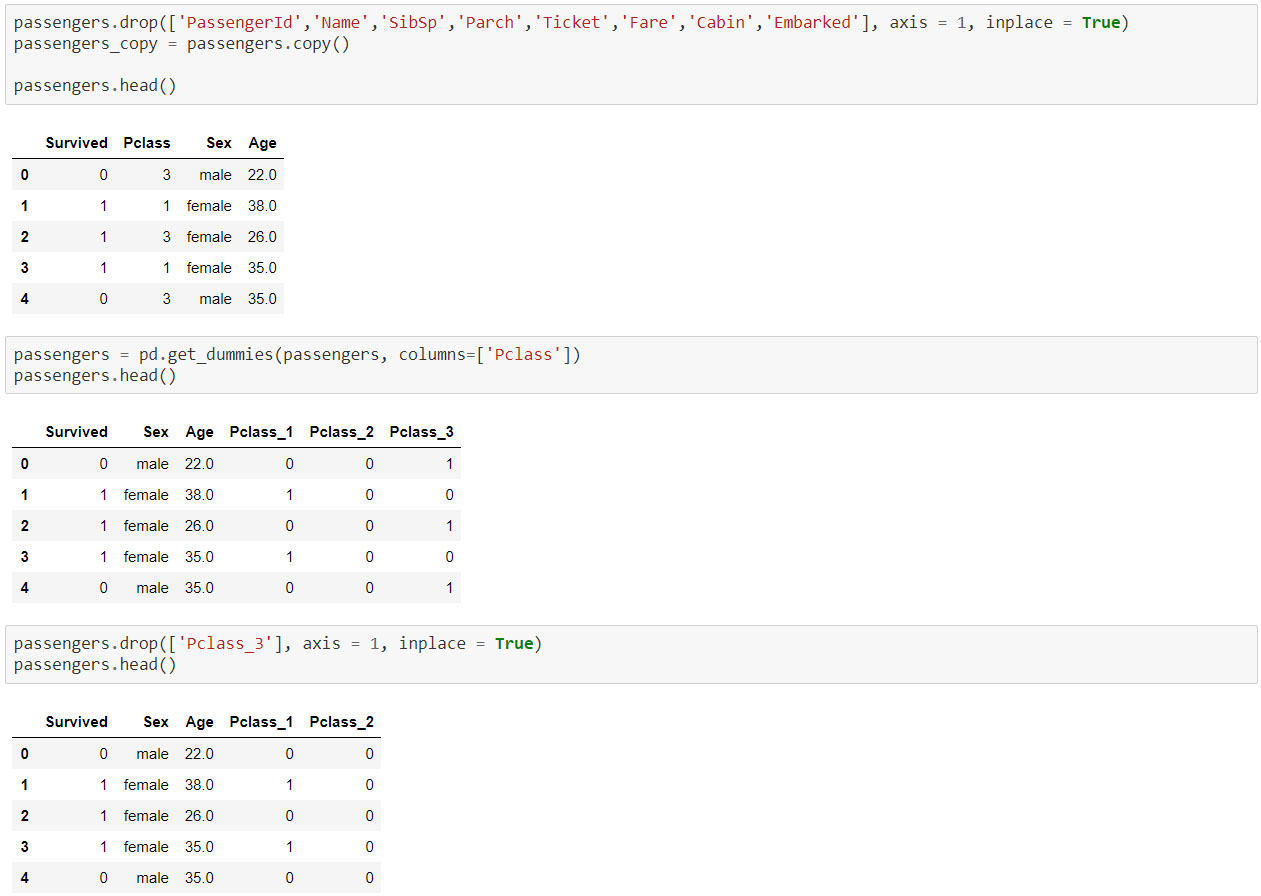 passengers.drop(['PassengerId','Name','SibSp','Parch','Ticket','Fare','Cabin','Embarked'], axis = 1, inplace = True)
passengers_copy = passengers.copy()
passengers.head()
Survived Pclass Sex Age
0 0 3 male 22.0
1 1 1 female 38.0
2 1 3 female 26.0
3 1 1 female 35.0
4 0 3 male 35.0
passengers = pd.get_dummies(passengers, columns=['Pclass'])
passengers.head()
Survived Sex Age Pclass_1 Pclass_2 Pclass_3
0 0 male 22.0 0 0 1
1 1 female 38.0 1 0 0
2 1 female 26.0 0 0 1
3 1 female 35.0 1 0 0
4 0 male 35.0 0 0 1
passengers.drop(['Pclass_3'], axis = 1, inplace = True)
passengers.head()
Survived Sex Age Pclass_1 Pclass_2
0 0 male 22.0 0 0
1 1 female 38.0 1 0
2 1 female 26.0 0 0
3 1 female 35.0 1 0
4 0 male 35.0 0 0